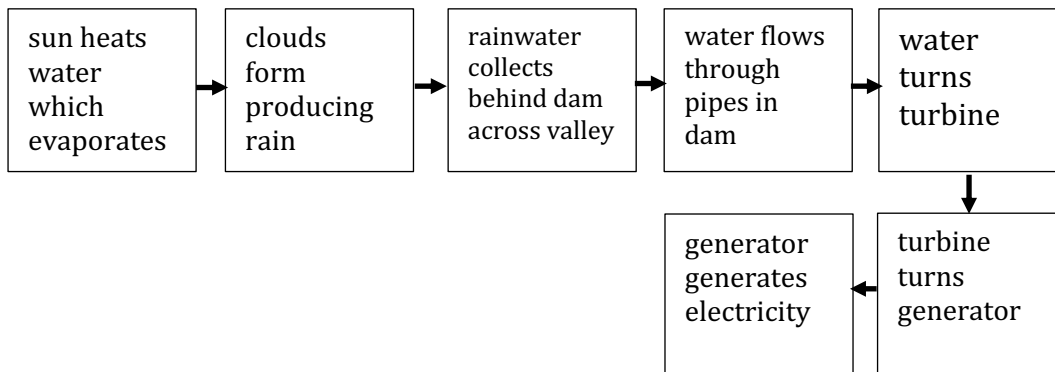 sun heats
water
which
evaporates
clouds
form
producing
rain
rainwater
collects
behind dam
across valley
water flows
through
pipes in
dam
water
turns
turbine
turbine
turns
generator
generator
generates
electricity